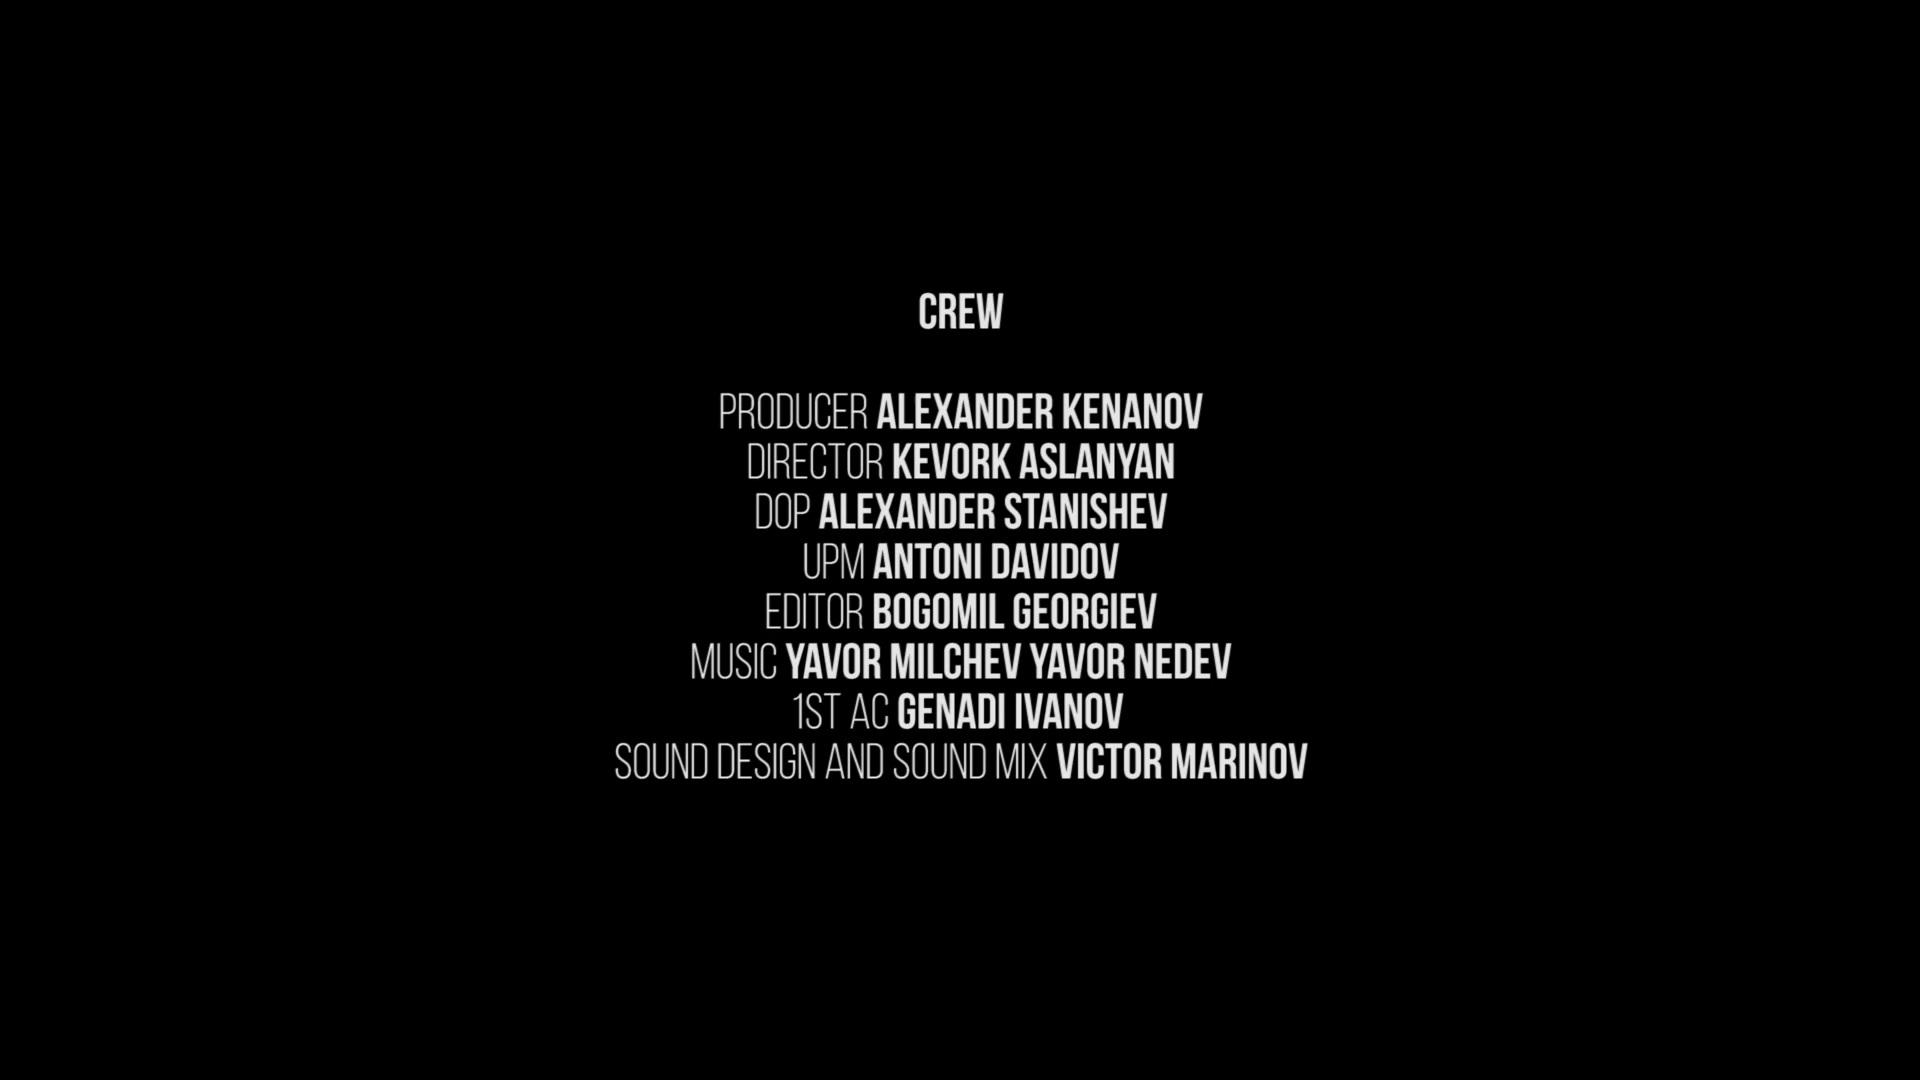 CREW
PRODUCER ALEXANDER KENANOV
DIRECTOR KEVORK ASLANYAN
DOP ALEXANDER STANISHEV
UPM ANTONI DAVIDOV
EDITOR BOGOMIL GEORGIEV
MUSIC YAVOR MILCHEV YAVOR NEDEV
1ST AC GENADI IVANOV
SOUND DESIGN AND SOUND MIX VICTOR MARINOV